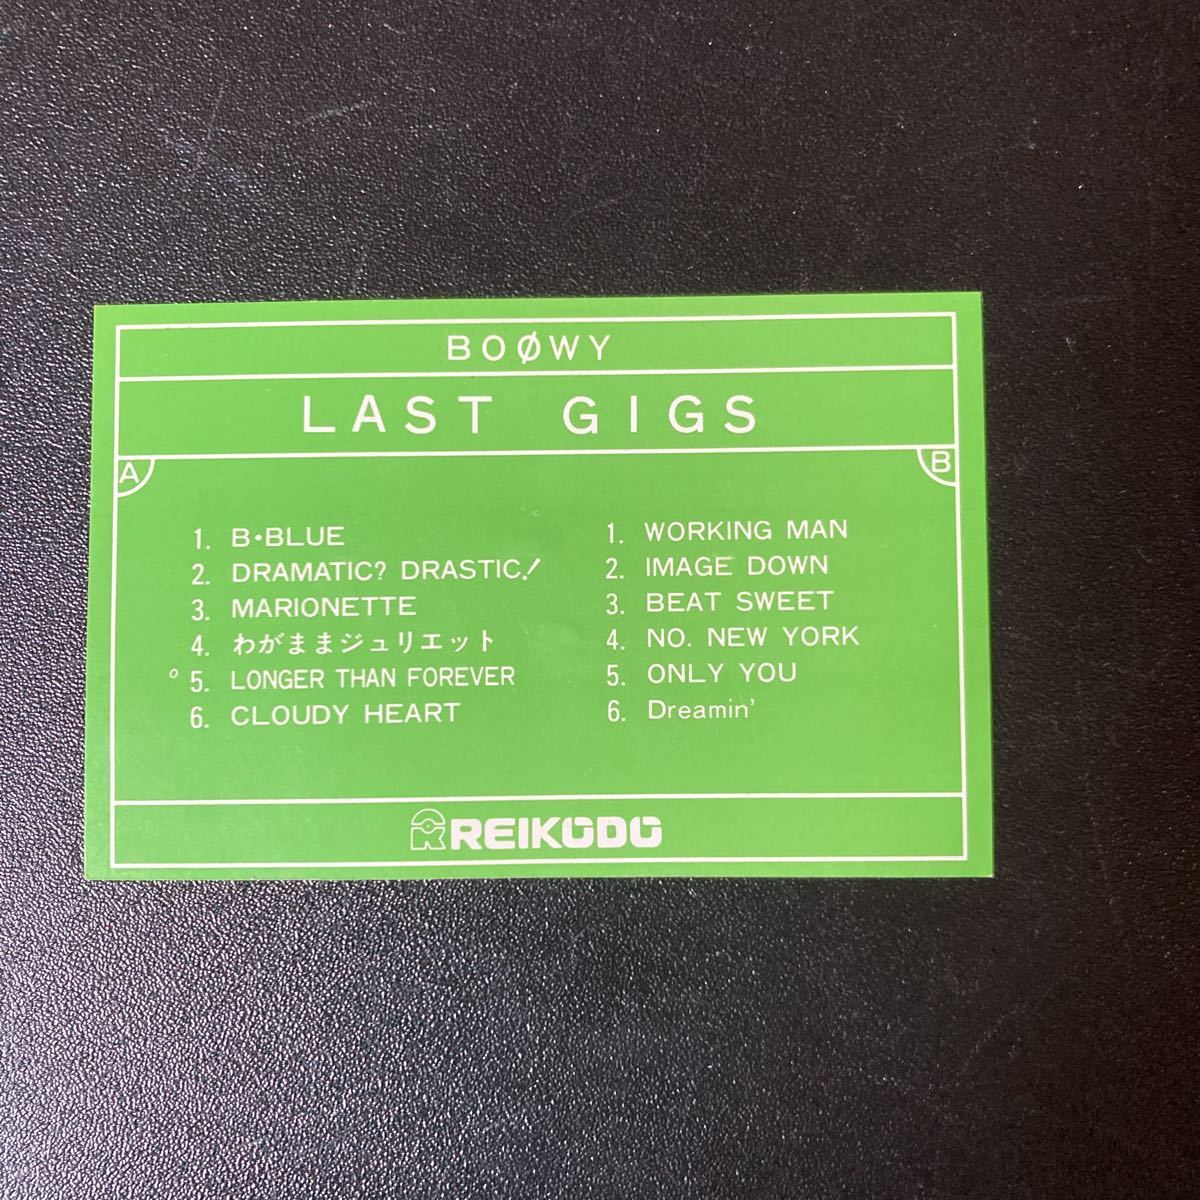 BOØWY
LAST GIGS
A
B
1. B・BLUE
2. DRAMATIC? DRASTIC!
3. MARIONETTE
4. わがままジュリエット
° 5. LONGER THAN FOREVER
6. CLOUDY HEART
1. WORKING MAN
2. IMAGE DOWN
3. BEAT SWEET
4. NO. NEW YORK
5. ONLY YOU
6. Dreamin'
REIKODO